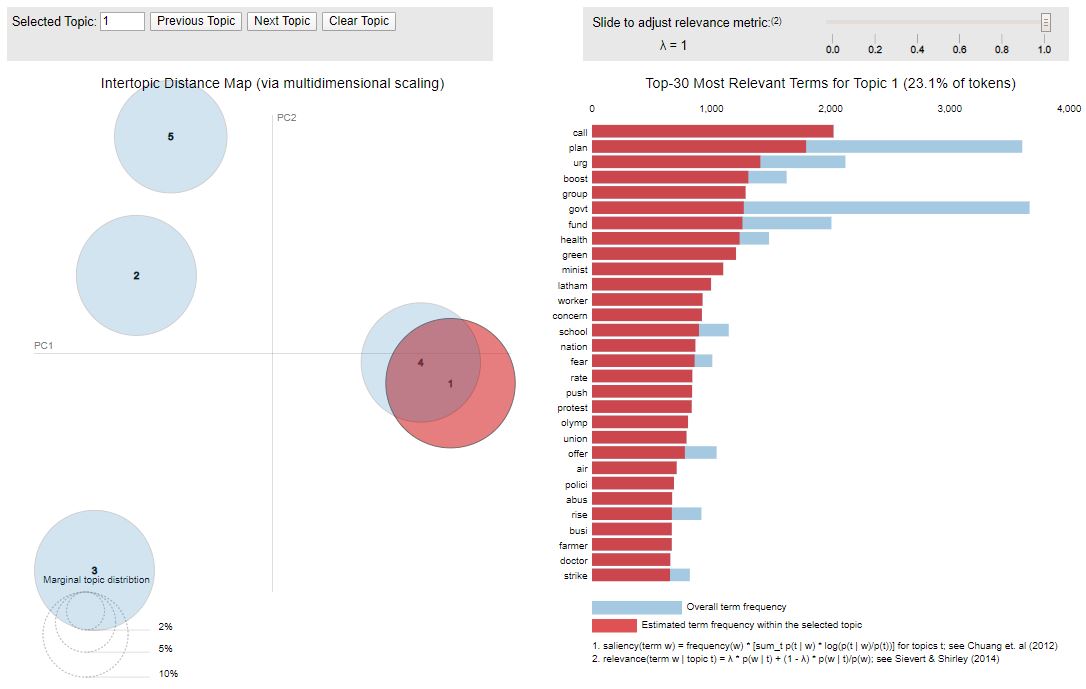 Selected Topic: 1 Previous Topic Next Topic Clear Topic
Slide to adjust relevance metric:(2)
λ = 1
0.0 0.2 0.4 0.6 0.8 1.0
Intertopic Distance Map (via multidimensional scaling)
PC2
5
2
PC1
4
1
3
Marginal topic distribtion
2%
5%
10%
Top-30 Most Relevant Terms for Topic 1 (23.1% of tokens)
0 1,000 2,000 3,000 4,000
call
plan
urg
boost
group
govt
fund
health
green
minist
latham
worker
concern
school
nation
fear
rate
push
protest
olymp
union
offer
air
polici
abus
rise
busi
farmer
doctor
strike
Overall term frequency
Estimated term frequency within the selected topic
1. saliency(term w) = frequency(w) * [sum_t p(t | w) * log(p(t | w)/p(t))] for topics t; see Chuang et. al (2012)
2. relevance(term w | topic t) = λ * p(w | t) + (1 - λ) * p(w | t)/p(w); see Sievert & Shirley (2014)